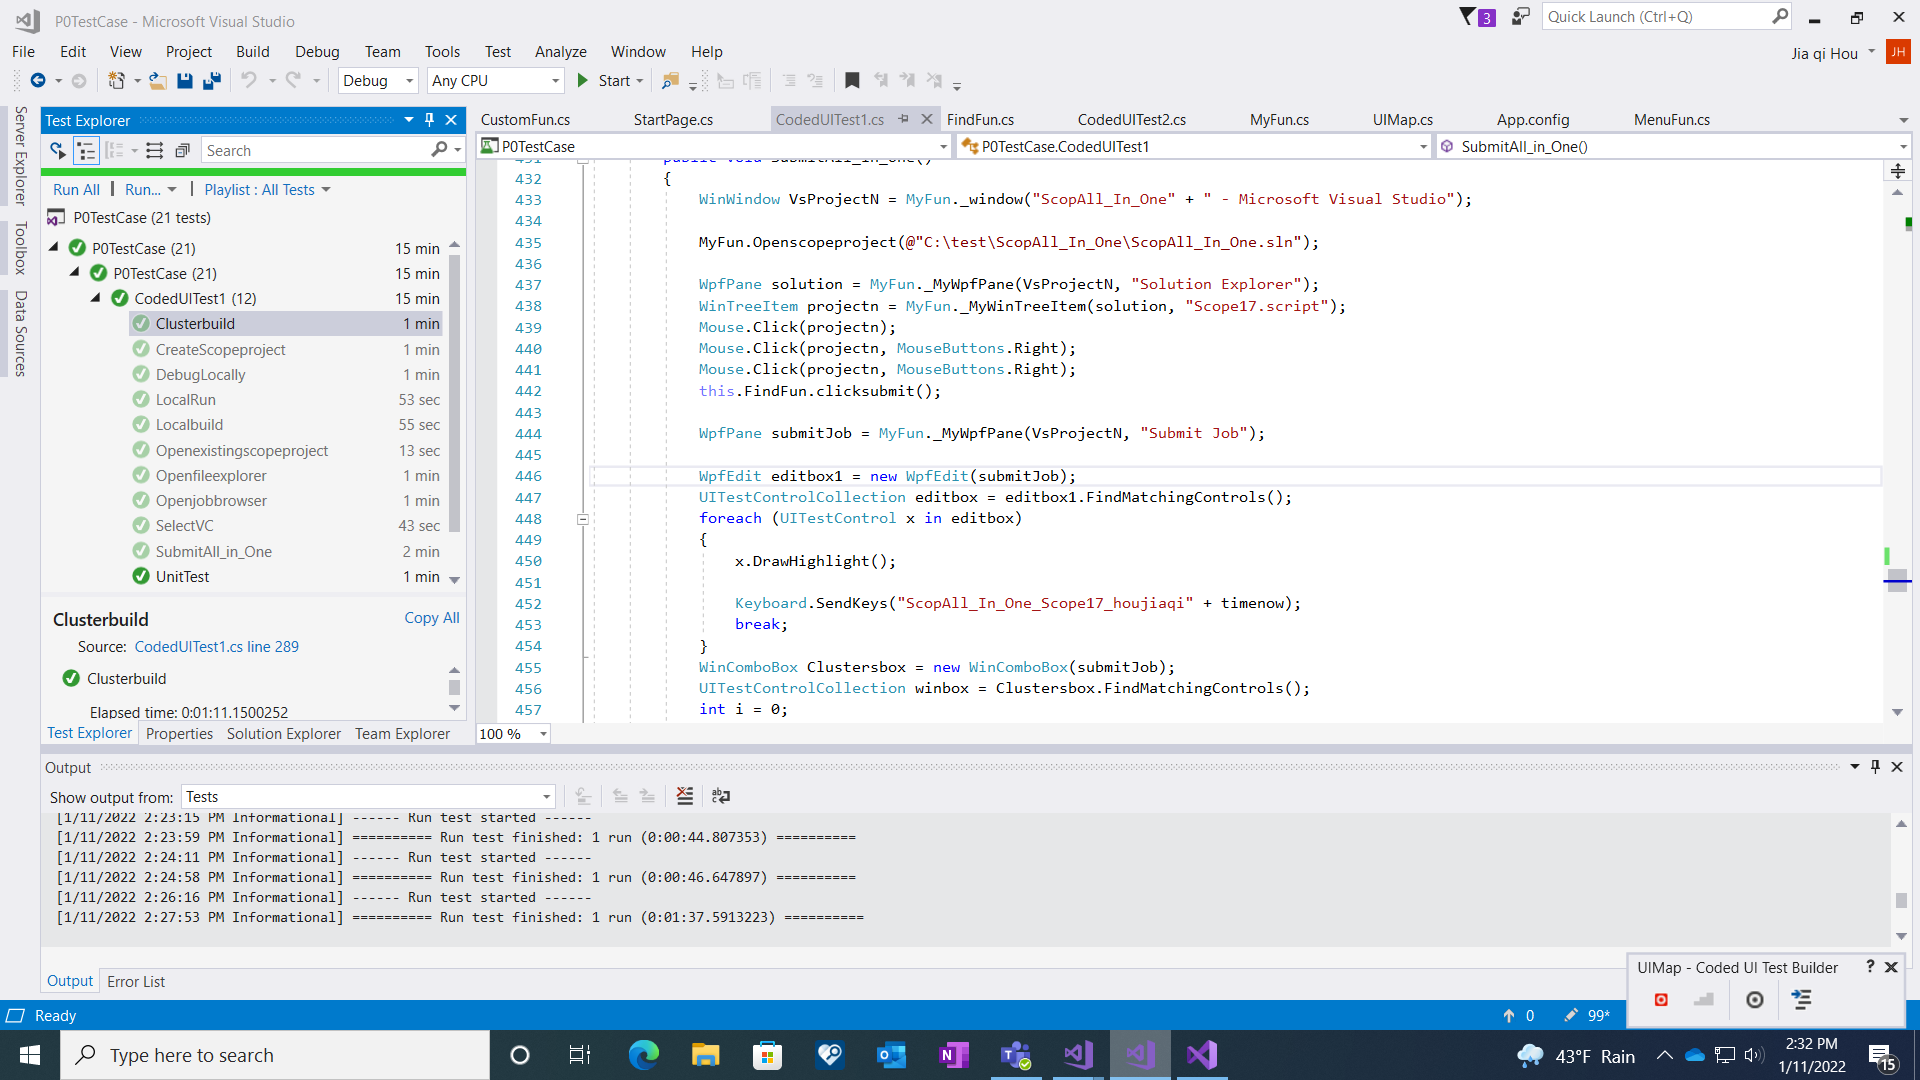 P0TestCase - Microsoft Visual Studio
3
Quick Launch (Ctrl+Q)
File Edit View Project Build Debug Team Tools Test Analyze Window Help
Jia qi Hou
JH
Debug
Any CPU
Start
Server Explorer
Toolbox
Data Sources
Test Explorer
Search
Run All | Run... | Playlist : All Tests
P0TestCase (21 tests)
P0TestCase (21) 15 min
P0TestCase (21) 15 min
CodedUITest1 (12) 15 min
Clusterbuild 1 min
CreateScopeproject 1 min
DebugLocally 1 min
LocalRun 53 sec
Localbuild 55 sec
Openexistingscopeproject 13 sec
Openfileexplorer 1 min
Openjobbrowser 1 min
SelectVC 43 sec
SubmitAll_in_One 2 min
UnitTest 1 min
Clusterbuild
Copy All
Source: CodedUITest1.cs line 289
Clusterbuild
Elapsed time: 0:01:11.1500252
Test Explorer Properties Solution Explorer Team Explorer
CustomFun.cs StartPage.cs CodedUITest1.cs FindFun.cs CodedUITest2.cs MyFun.cs UIMap.cs App.config MenuFun.cs
P0TestCase
P0TestCase.CodedUITest1
SubmitAll_in_One()
431 public void SubmitAll_in_One()
432 {
433 WinWindow VsProjectN = MyFun._window("ScopAll_In_One" + " - Microsoft Visual Studio");
434
435 MyFun.Openscopeproject(@"C:\test\ScopAll_In_One\ScopAll_In_One.sln");
436
437 WpfPane solution = MyFun._MyWpfPane(VsProjectN, "Solution Explorer");
438 WinTreeItem projectn = MyFun._MyWinTreeItem(solution, "Scope17.script");
439 Mouse.Click(projectn);
440 Mouse.Click(projectn, MouseButtons.Right);
441 Mouse.Click(projectn, MouseButtons.Right);
442 this.FindFun.clicksubmit();
443
444 WpfPane submitJob = MyFun._MyWpfPane(VsProjectN, "Submit Job");
445
446 WpfEdit editbox1 = new WpfEdit(submitJob);
447 UITestControlCollection editbox = editbox1.FindMatchingControls();
448 foreach (UITestControl x in editbox)
449 {
450 x.DrawHighlight();
451
452 Keyboard.SendKeys("ScopAll_In_One_Scope17_houjiaqi" + timenow);
453 break;
454 }
455 WinComboBox Clustersbox = new WinComboBox(submitJob);
456 UITestControlCollection winbox = Clustersbox.FindMatchingControls();
457 int i = 0;
100 %
Output
Show output from: Tests
[1/11/2022 2:23:15 PM Informational] ------ Run test started ------
[1/11/2022 2:23:59 PM Informational] ========== Run test finished: 1 run (0:00:44.807353) ==========
[1/11/2022 2:24:11 PM Informational] ------ Run test started ------
[1/11/2022 2:24:58 PM Informational] ========== Run test finished: 1 run (0:00:46.647897) ==========
[1/11/2022 2:26:16 PM Informational] ------ Run test started ------
[1/11/2022 2:27:53 PM Informational] ========== Run test finished: 1 run (0:01:37.5913223) ==========
Output Error List
UIMap - Coded UI Test Builder ?
Ready
0
99*
Type here to search
43°F Rain
2:32 PM
1/11/2022
15